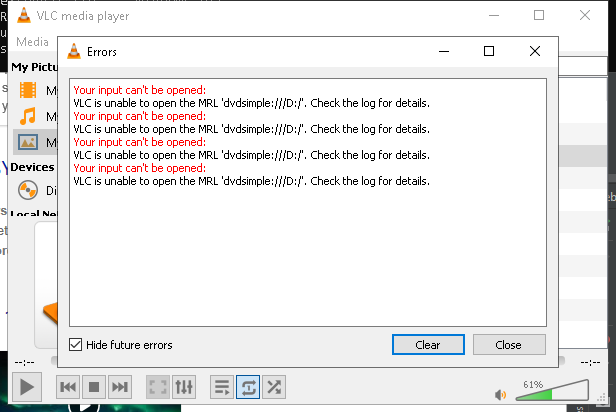 VLC media player
Media
Errors
My Pictu
Your input can't be opened:
VLC is unable to open the MRL 'dvdsimple:///D:/'. Check the log for details.
Your input can't be opened:
VLC is unable to open the MRL 'dvdsimple:///D:/'. Check the log for details.
Your input can't be opened:
VLC is unable to open the MRL 'dvdsimple:///D:/'. Check the log for details.
Your input can't be opened:
VLC is unable to open the MRL 'dvdsimple:///D:/'. Check the log for details.
My
My
My
Devices
Di
Local Net
Hide future errors
Clear
Close
--:--
--:--
61%